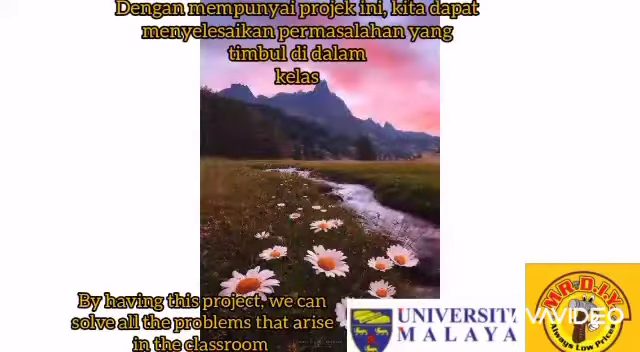 Dengan mempunyai projek ini, kita dapat
menyelesaikan permasalahan yang
timbul di dalam
kelas
By having this project, we can
solve all the problems that arise
in the classroom
UNIVERSITI
MALAYA
VIVAVIDEO
MR.D.I.Y.
Always Low Prices